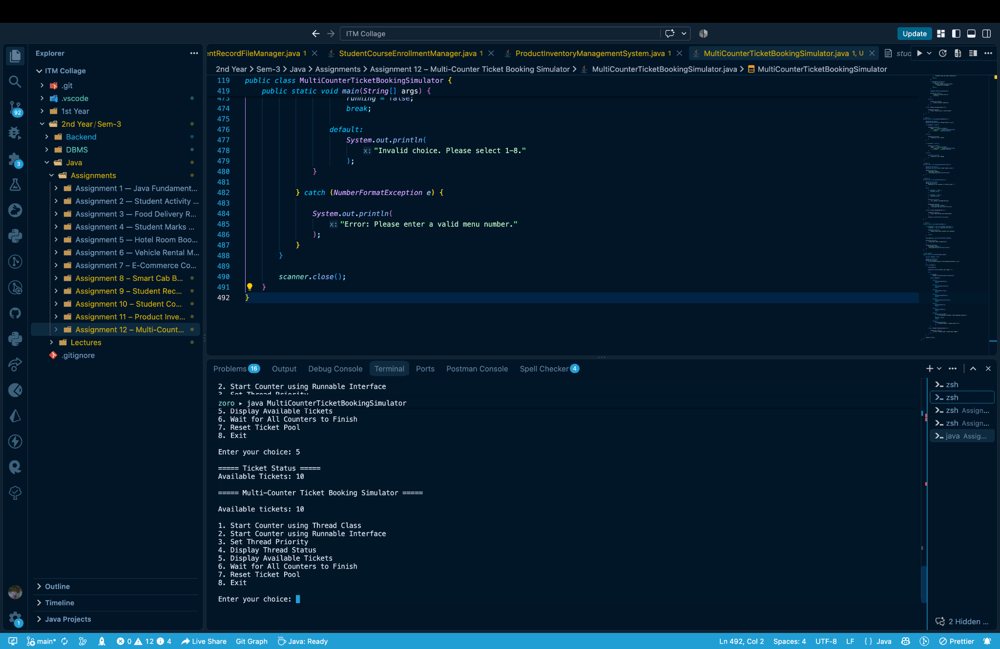 ITM Collage
Update
Explorer
ITM Collage
.git
.vscode
1st Year
2nd Year/Sem-3
Backend
DBMS
Java
Assignments
Assignment 1 — Java Fundament...
Assignment 2 — Student Activity ...
Assignment 3 — Food Delivery R...
Assignment 4 — Student Marks ...
Assignment 5 — Hotel Room Boo...
Assignment 6 — Vehicle Rental M...
Assignment 7 – E-Commerce Co...
Assignment 8 – Smart Cab B...
Assignment 9 – Student Rec...
Assignment 10 – Student Co...
Assignment 11 – Product Inve...
Assignment 12 – Multi-Count...
Lectures
.gitignore
Outline
Timeline
Java Projects
92
3
1
entRecordFileManager.java 1
StudentCourseEnrollmentManager.java 1
ProductInventoryManagementSystem.java 1
MultiCounterTicketBookingSimulator.java 1, U
stud
2nd Year > Sem-3 > Java > Assignments > Assignment 12 – Multi-Counter Ticket Booking Simulator > MultiCounterTicketBookingSimulator.java > MultiCounterTicketBookingSimulator
119 public class MultiCounterTicketBookingSimulator {
419 public static void main(String[] args) {
473 running = false;
474 break;
475
476 default:
477 System.out.println(
478 x: "Invalid choice. Please select 1-8."
479 );
480 }
481
482 } catch (NumberFormatException e) {
483
484 System.out.println(
485 x: "Error: Please enter a valid menu number."
486 );
487 }
488 }
489
490 scanner.close();
491 }
492 }
Problems 16
Output
Debug Console
Terminal
Ports
Postman Console
Spell Checker 4
2. Start Counter using Runnable Interface
3. Set Thread Priority
zoro ▸ java MultiCounterTicketBookingSimulator
5. Display Available Tickets
6. Wait for All Counters to Finish
7. Reset Ticket Pool
8. Exit
Enter your choice: 5
===== Ticket Status =====
Available Tickets: 10
===== Multi-Counter Ticket Booking Simulator =====
Available tickets: 10
1. Start Counter using Thread Class
2. Start Counter using Runnable Interface
3. Set Thread Priority
4. Display Thread Status
5. Display Available Tickets
6. Wait for All Counters to Finish
7. Reset Ticket Pool
8. Exit
Enter your choice:
zsh
zsh
zsh Assign...
zsh Assign...
java Assig...
2 Hidden ...
main*
0 12 4
Live Share
Git Graph
Java: Ready
Ln 492, Col 2
Spaces: 4
UTF-8
LF
{ } Java
Prettier